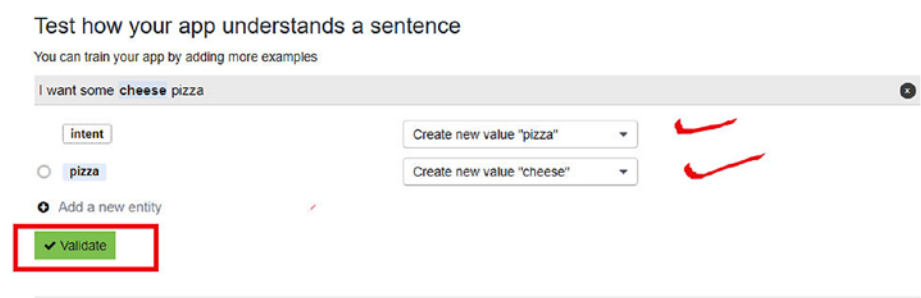 Test how your app understands a sentence
You can train your app by adding more examples
I want some cheese pizza
intent Create new value "pizza"
pizza Create new value "cheese"
Add a new entity
Validate